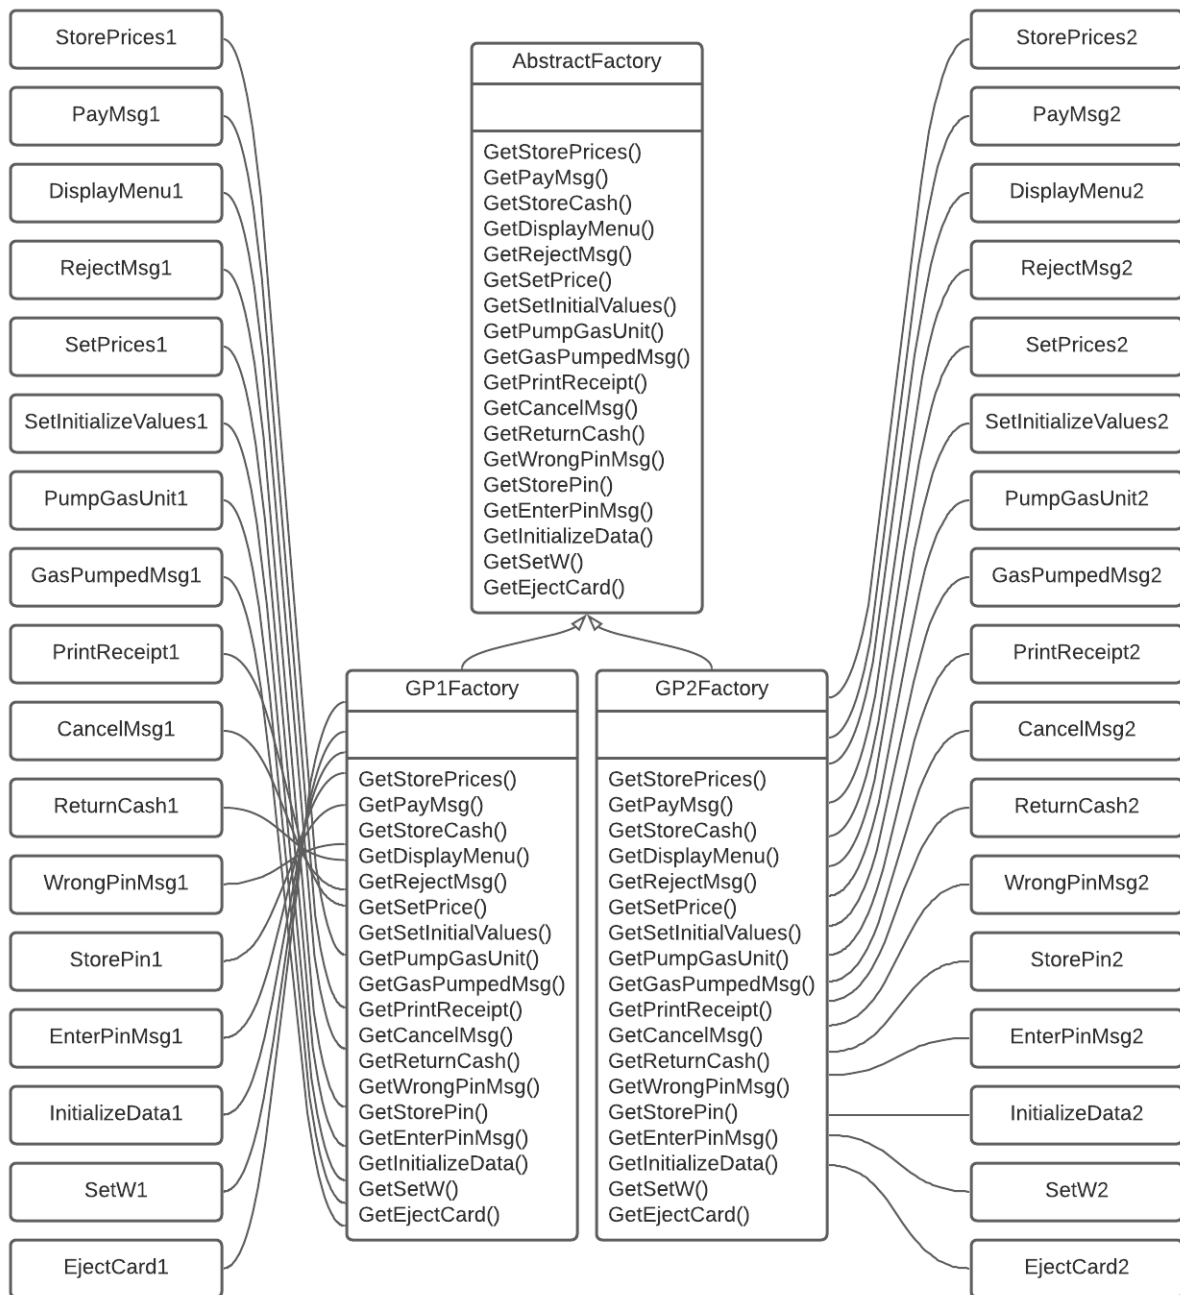 StorePrices1
PayMsg1
DisplayMenu1
RejectMsg1
SetPrices1
SetInitializeValues1
PumpGasUnit1
GasPumpedMsg1
PrintReceipt1
CancelMsg1
ReturnCash1
WrongPinMsg1
StorePin1
EnterPinMsg1
InitializeData1
SetW1
EjectCard1
AbstractFactory
GetStorePrices()
GetPayMsg()
GetStoreCash()
GetDisplayMenu()
GetRejectMsg()
GetSetPrice()
GetSetInitialValues()
GetPumpGasUnit()
GetGasPumpedMsg()
GetPrintReceipt()
GetCancelMsg()
GetReturnCash()
GetWrongPinMsg()
GetStorePin()
GetEnterPinMsg()
GetInitializeData()
GetSetW()
GetEjectCard()
GP1Factory
GetStorePrices()
GetPayMsg()
GetStoreCash()
GetDisplayMenu()
GetRejectMsg()
GetSetPrice()
GetSetInitialValues()
GetPumpGasUnit()
GetGasPumpedMsg()
GetPrintReceipt()
GetCancelMsg()
GetReturnCash()
GetWrongPinMsg()
GetStorePin()
GetEnterPinMsg()
GetInitializeData()
GetSetW()
GetEjectCard()
GP2Factory
GetStorePrices()
GetPayMsg()
GetStoreCash()
GetDisplayMenu()
GetRejectMsg()
GetSetPrice()
GetSetInitialValues()
GetPumpGasUnit()
GetGasPumpedMsg()
GetPrintReceipt()
GetCancelMsg()
GetReturnCash()
GetWrongPinMsg()
GetStorePin()
GetEnterPinMsg()
GetInitializeData()
GetSetW()
GetEjectCard()
StorePrices2
PayMsg2
DisplayMenu2
RejectMsg2
SetPrices2
SetInitializeValues2
PumpGasUnit2
GasPumpedMsg2
PrintReceipt2
CancelMsg2
ReturnCash2
WrongPinMsg2
StorePin2
EnterPinMsg2
InitializeData2
SetW2
EjectCard2